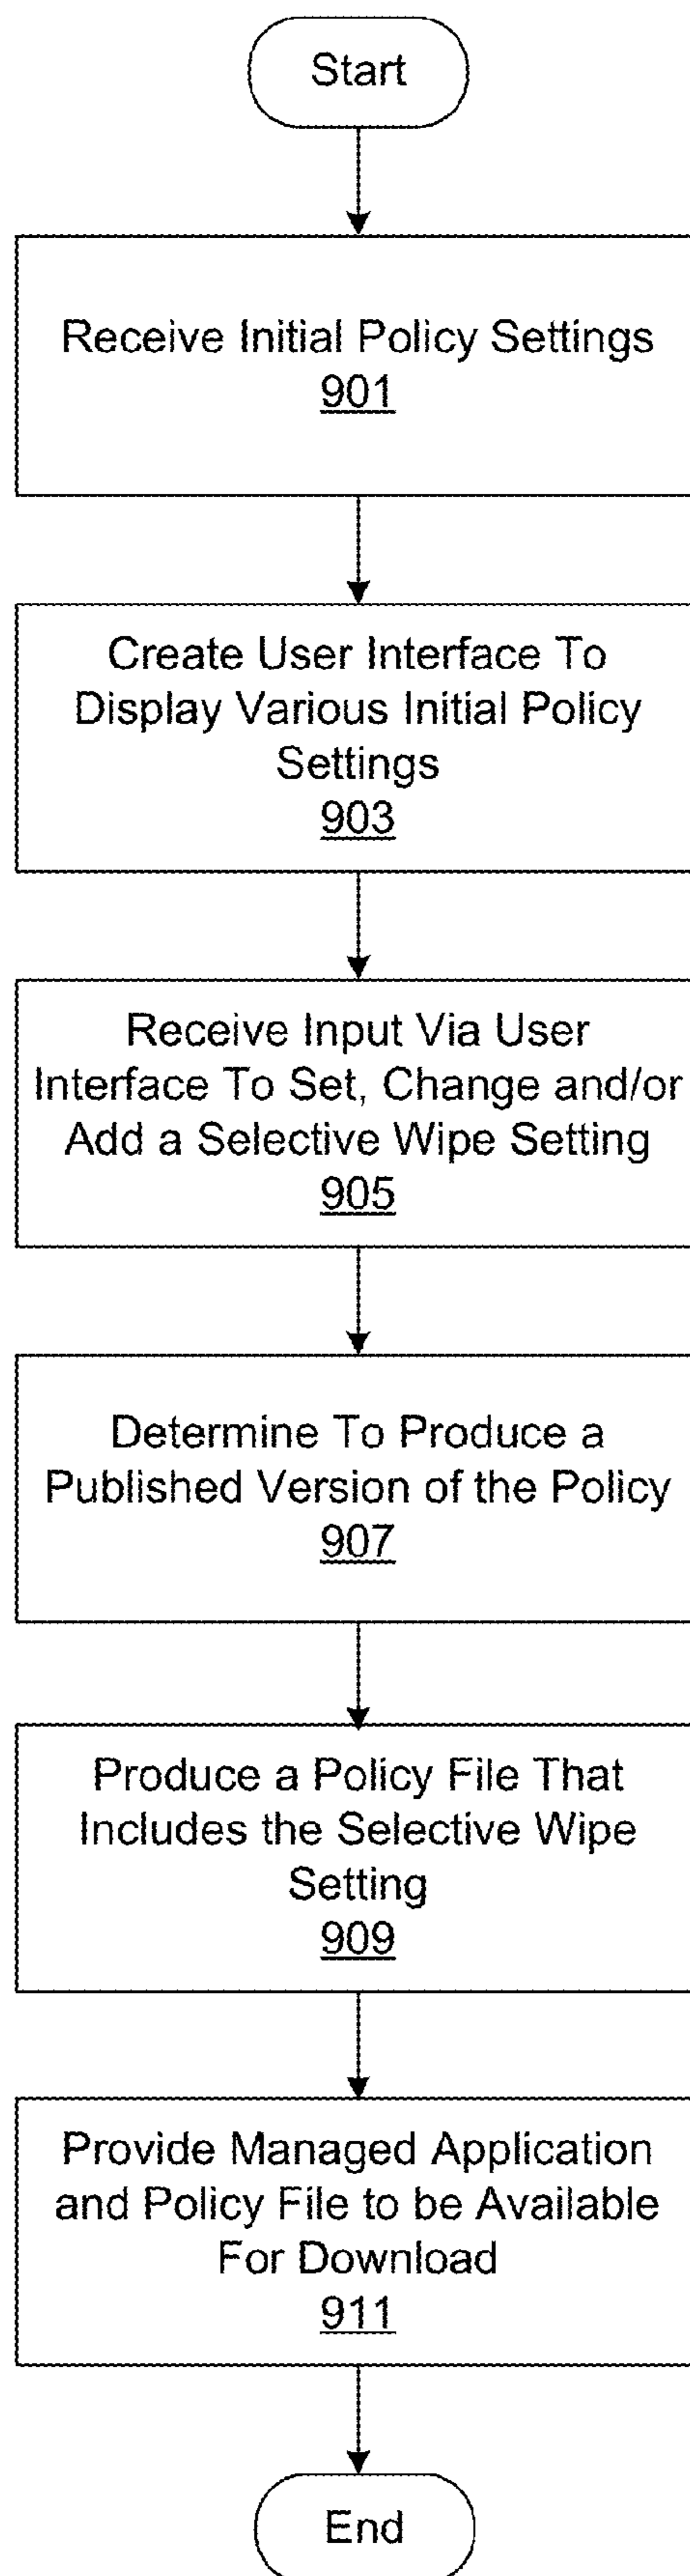 Start
Receive Initial Policy Settings
901
Create User Interface To
Display Various Initial Policy
Settings
903
Receive Input Via User
Interface To Set, Change and/or
Add a Selective Wipe Setting
905
Determine To Produce a
Published Version of the Policy
907
Produce a Policy File That
Includes the Selective Wipe
Setting
909
Provide Managed Application
and Policy File to be Available
For Download
911
End